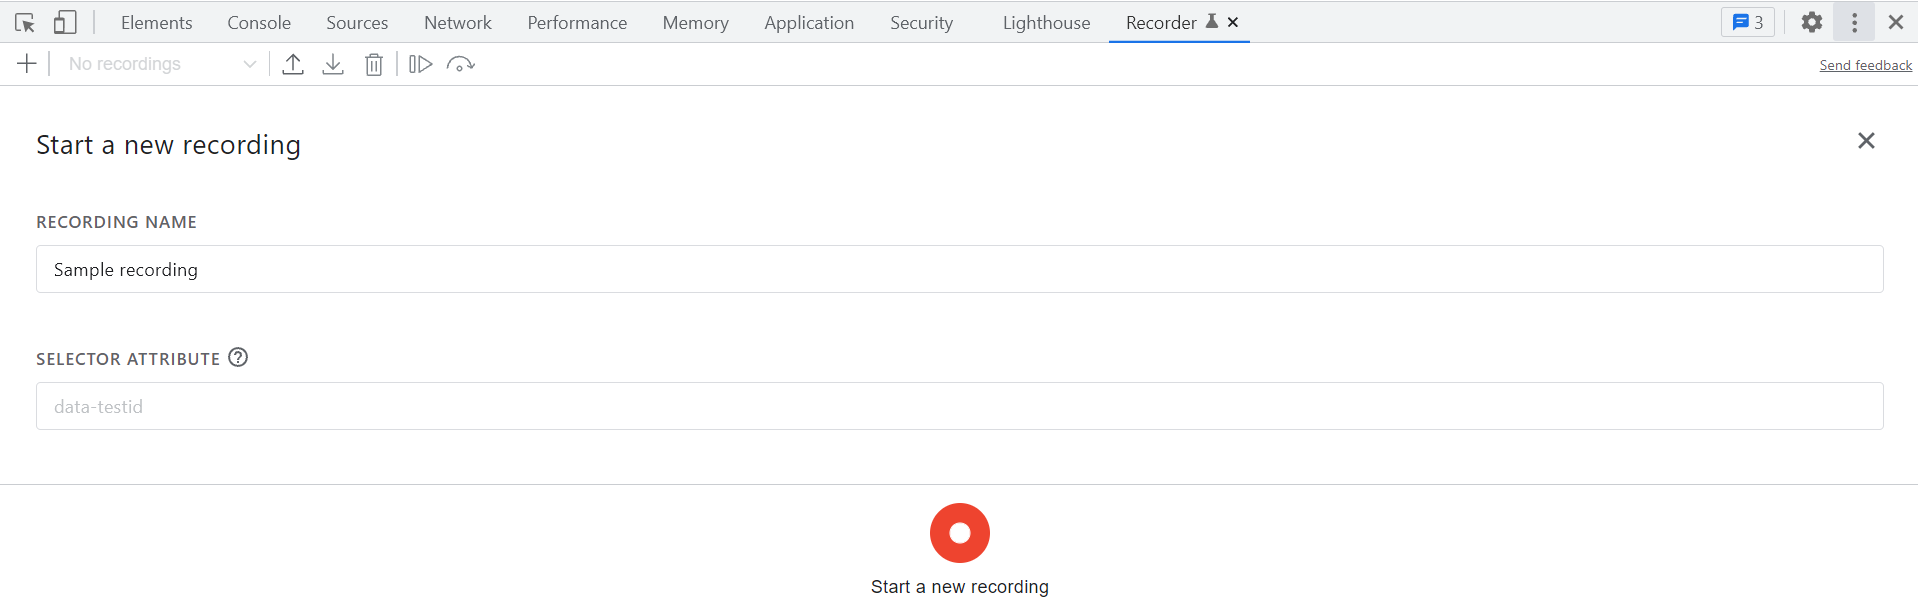 Elements Console Sources Network Performance Memory Application Security Lighthouse Recorder 3
No recordings Send feedback
Start a new recording
RECORDING NAME
Sample recording
SELECTOR ATTRIBUTE ?
data-testid
Start a new recording